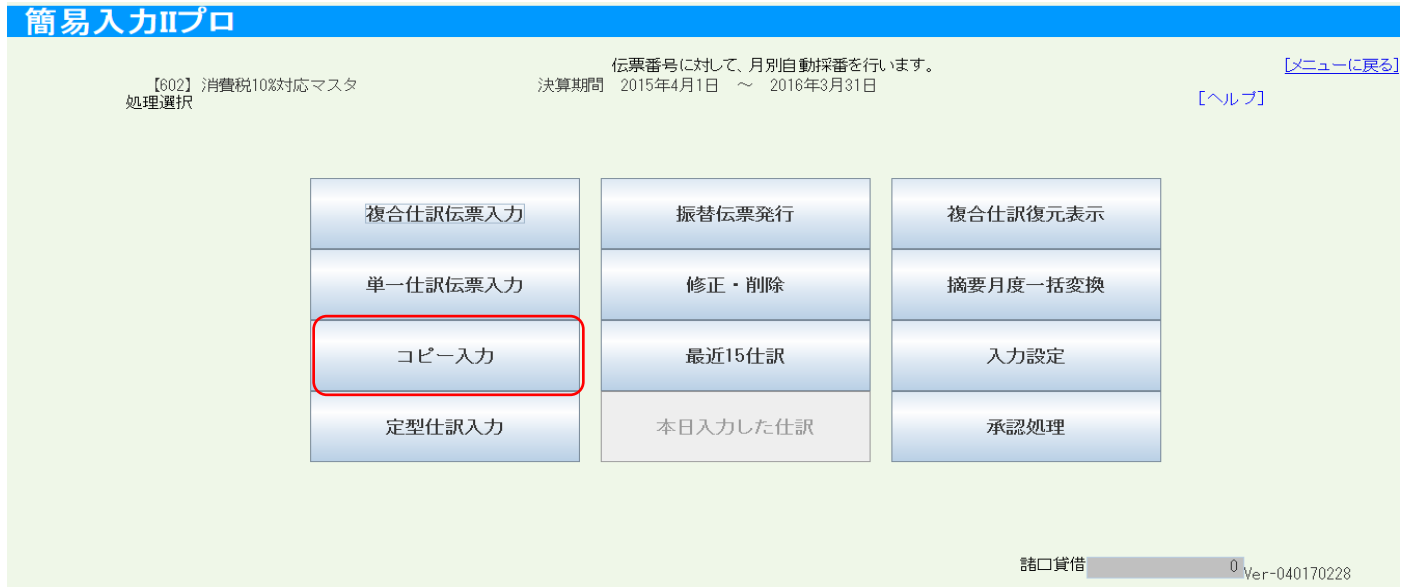 簡易入力IIプロ
伝票番号に対して、月別自動採番を行います。
[メニューに戻る]
【602】 消費税10%対応マスタ
決算期間 2015年4月1日 ～ 2016年3月31日
処理選択
[ヘルプ]
複合仕訳伝票入力
振替伝票発行
複合仕訳復元表示
単一仕訳伝票入力
修正・削除
摘要月度一括変換
コピー入力
最近15仕訳
入力設定
定型仕訳入力
本日入力した仕訳
承認処理
諸口貸借 0
Ver-040170228